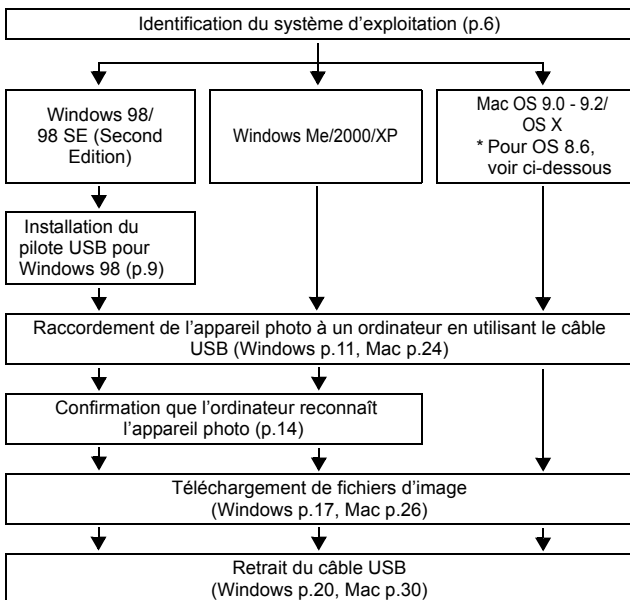 Identification du système d'exploitation (p.6)
Windows 98/
98 SE (Second
Edition)
Windows Me/2000/XP
Mac OS 9.0 - 9.2/
OS X
* Pour OS 8.6,
voir ci-dessous
Installation du
pilote USB pour
Windows 98 (p.9)
Raccordement de l'appareil photo à un ordinateur en utilisant le câble
USB (Windows p.11, Mac p.24)
Confirmation que l'ordinateur reconnaît
l'appareil photo (p.14)
Téléchargement de fichiers d'image
(Windows p.17, Mac p.26)
Retrait du câble USB
(Windows p.20, Mac p.30)